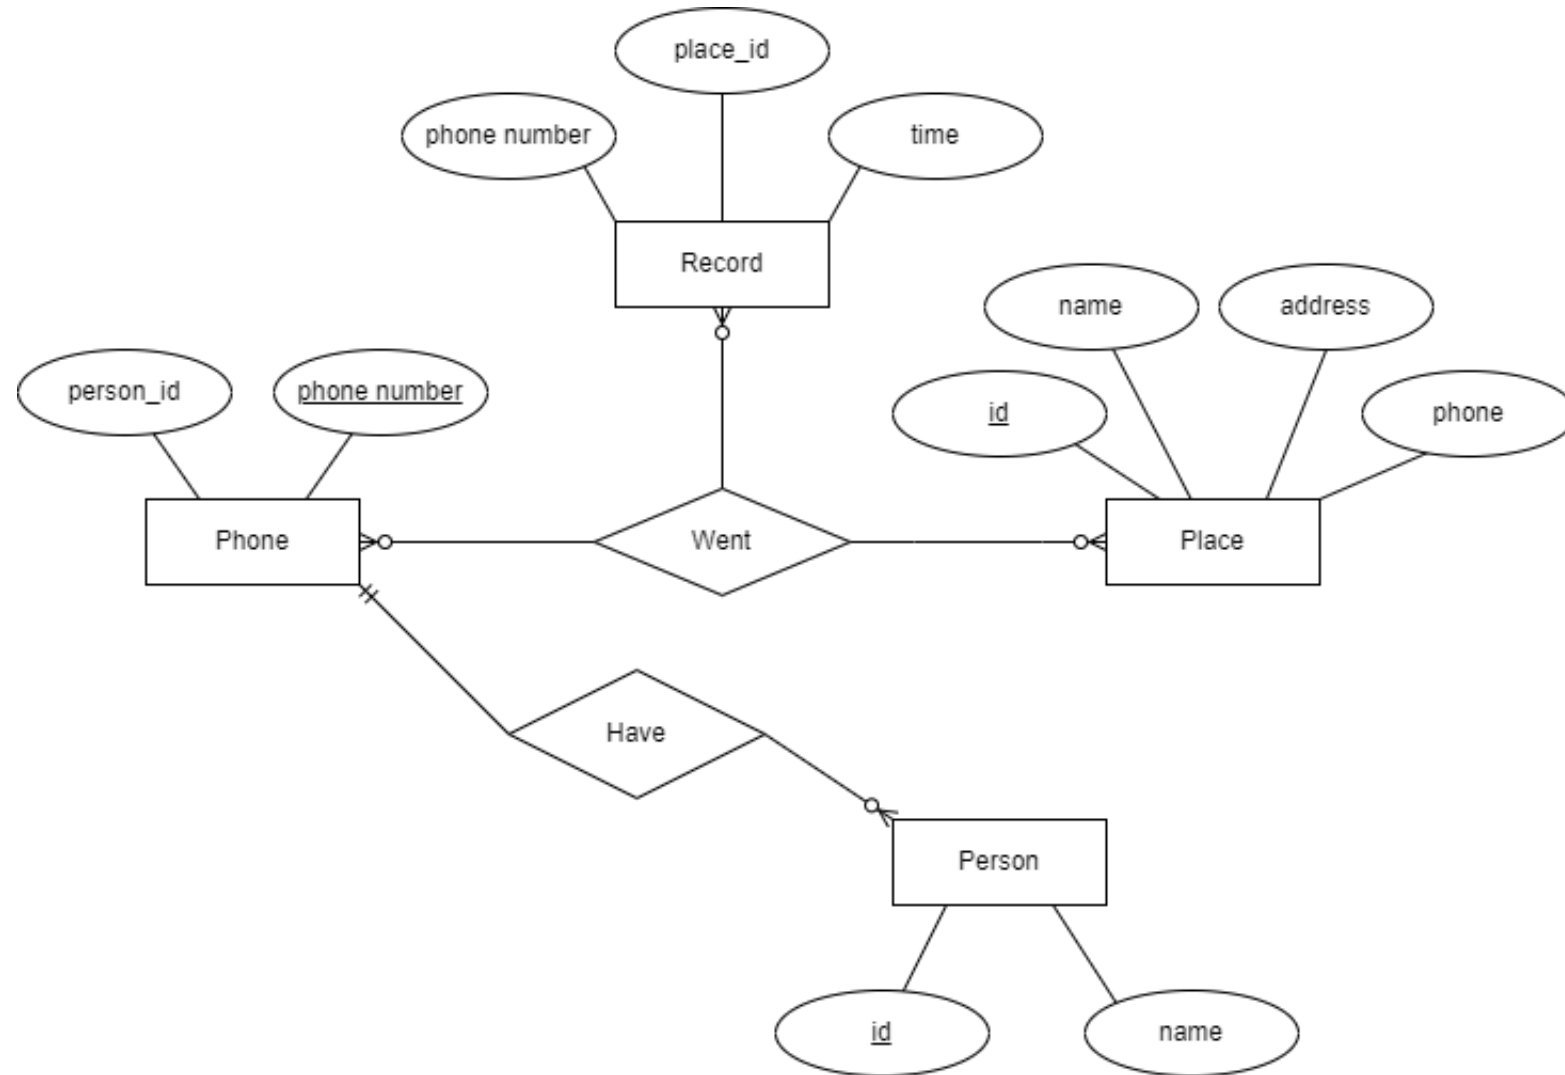 place_id
phone number
time
Record
name
address
person_id
phone number
id
phone
Phone
Went
Place
Have
Person
id
name